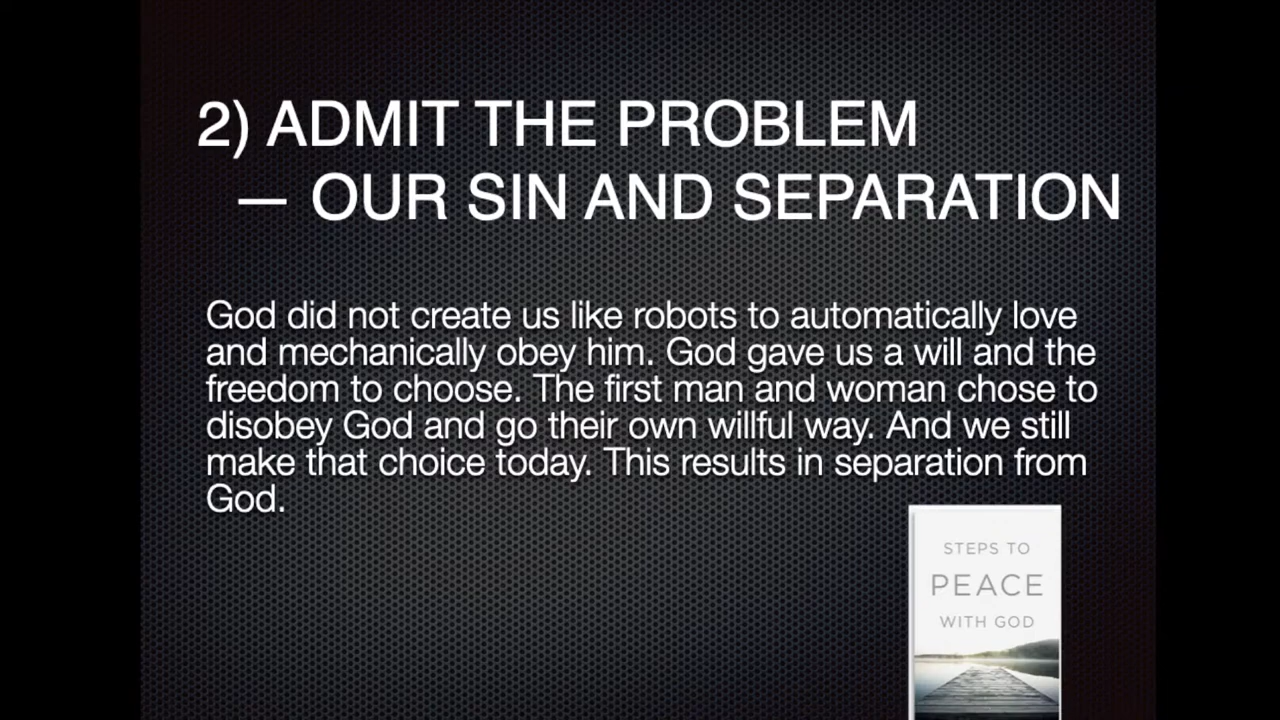 2) ADMIT THE PROBLEM
— OUR SIN AND SEPARATION
God did not create us like robots to automatically love
and mechanically obey him. God gave us a will and the
freedom to choose. The first man and woman chose to
disobey God and go their own willful way. And we still
make that choice today. This results in separation from
God.
STEPS TO
PEACE
WITH GOD